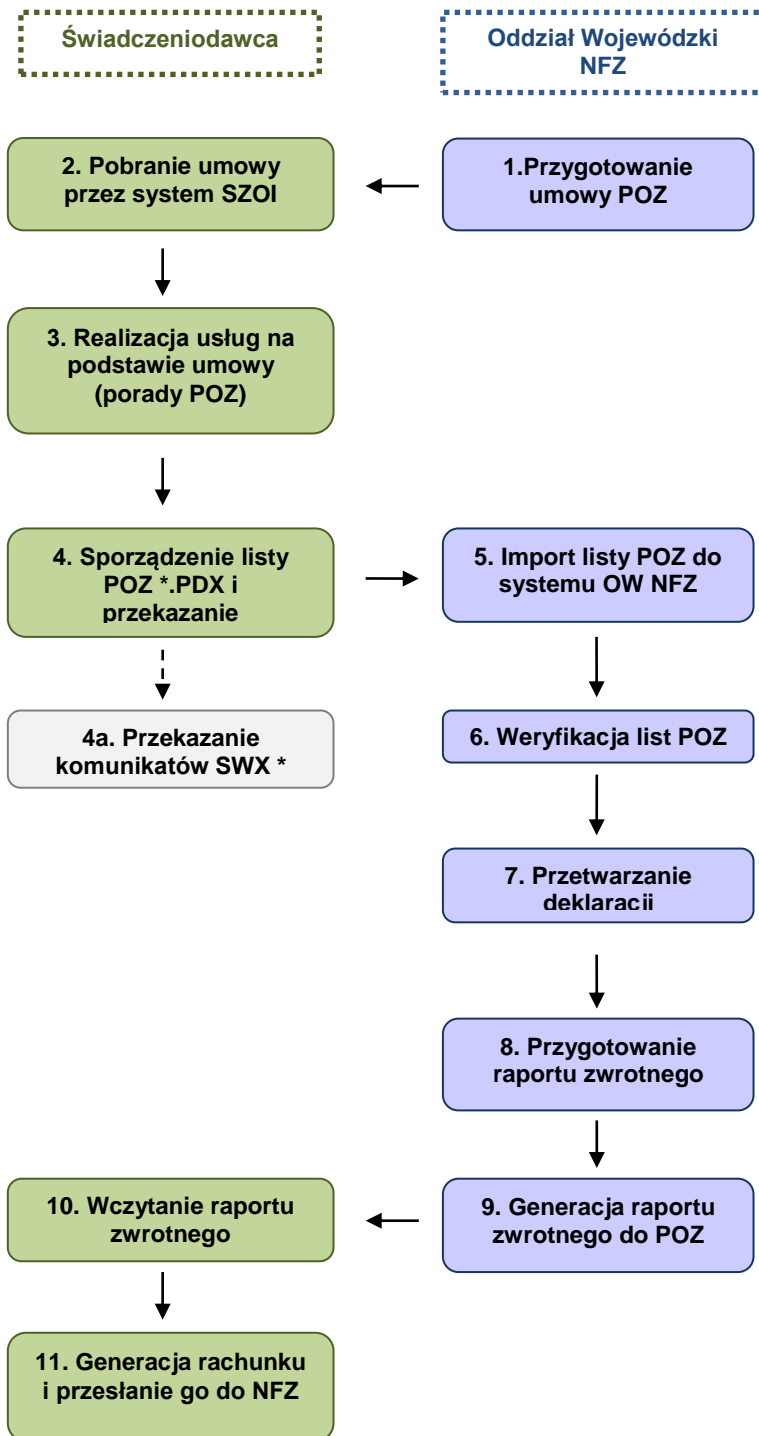 Świadczeniodawca
Oddział Wojewódzki
NFZ
2. Pobranie umowy
przez system SZOI
1.Przygotowanie
umowy POZ
3. Realizacja usług na
podstawie umowy
(porady POZ)
4. Sporządzenie listy
POZ *.PDX i
przekazanie
5. Import listy POZ do
systemu OW NFZ
4a. Przekazanie
komunikatów SWX *
6. Weryfikacja list POZ
7. Przetwarzanie
deklaracji
8. Przygotowanie
raportu zwrotnego
10. Wczytanie raportu
zwrotnego
9. Generacja raportu
zwrotnego do POZ
11. Generacja rachunku
i przesłanie go do NFZ